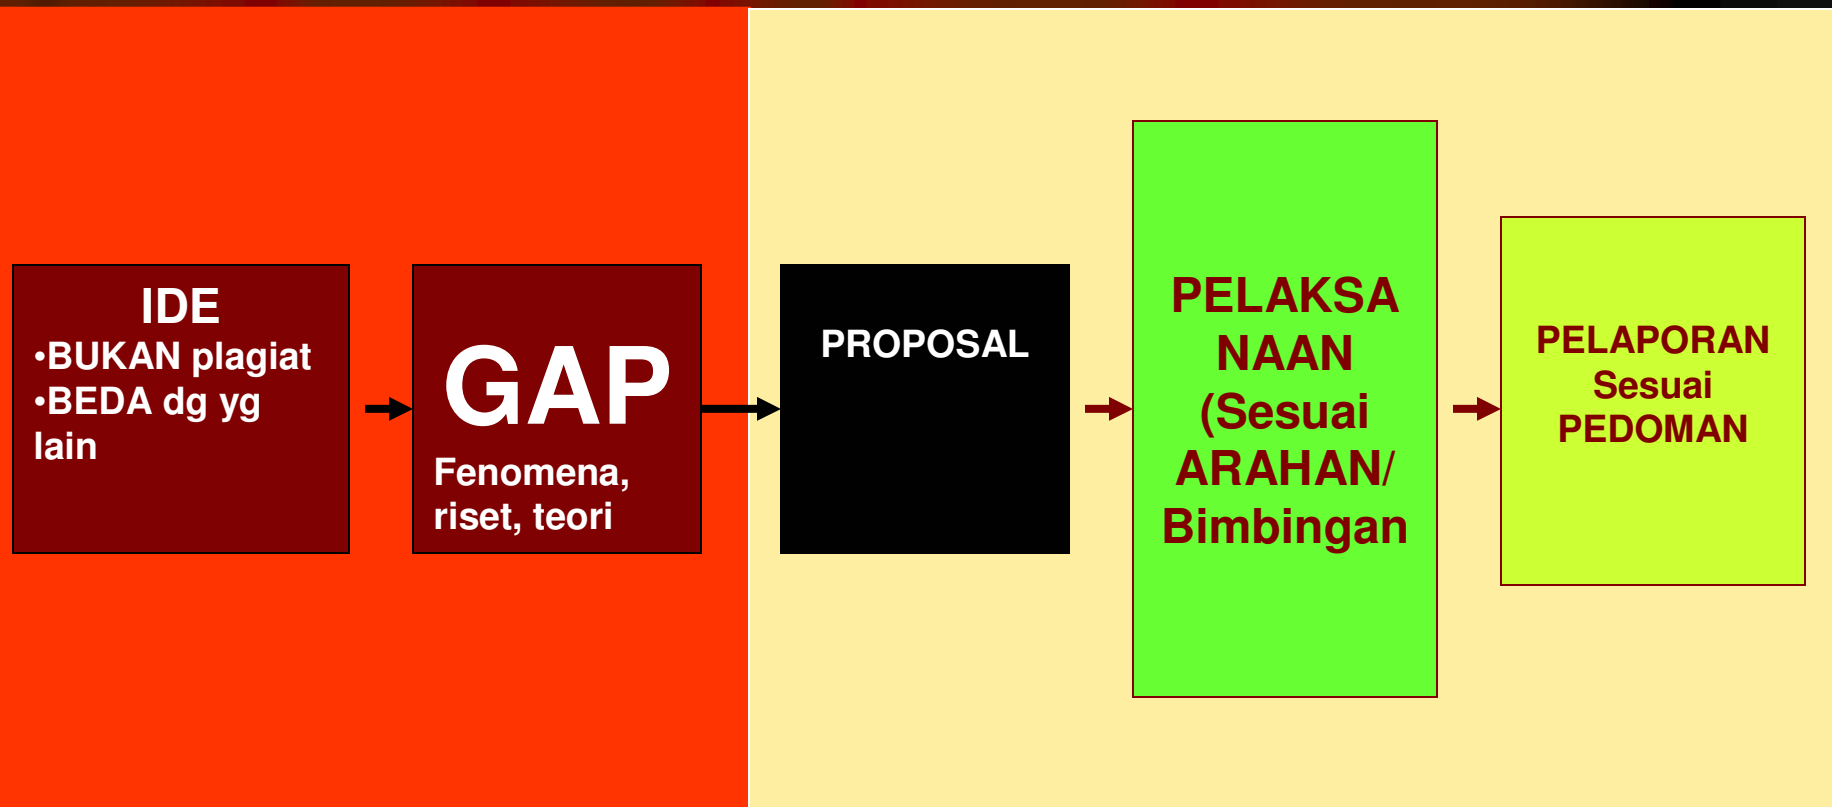 IDE
•BUKAN plagiat
•BEDA dg yg
lain
GAP
Fenomena,
riset, teori
PROPOSAL
PELAKSA
NAAN
(Sesuai
ARAHAN/
Bimbingan
PELAPORAN
Sesuai
PEDOMAN